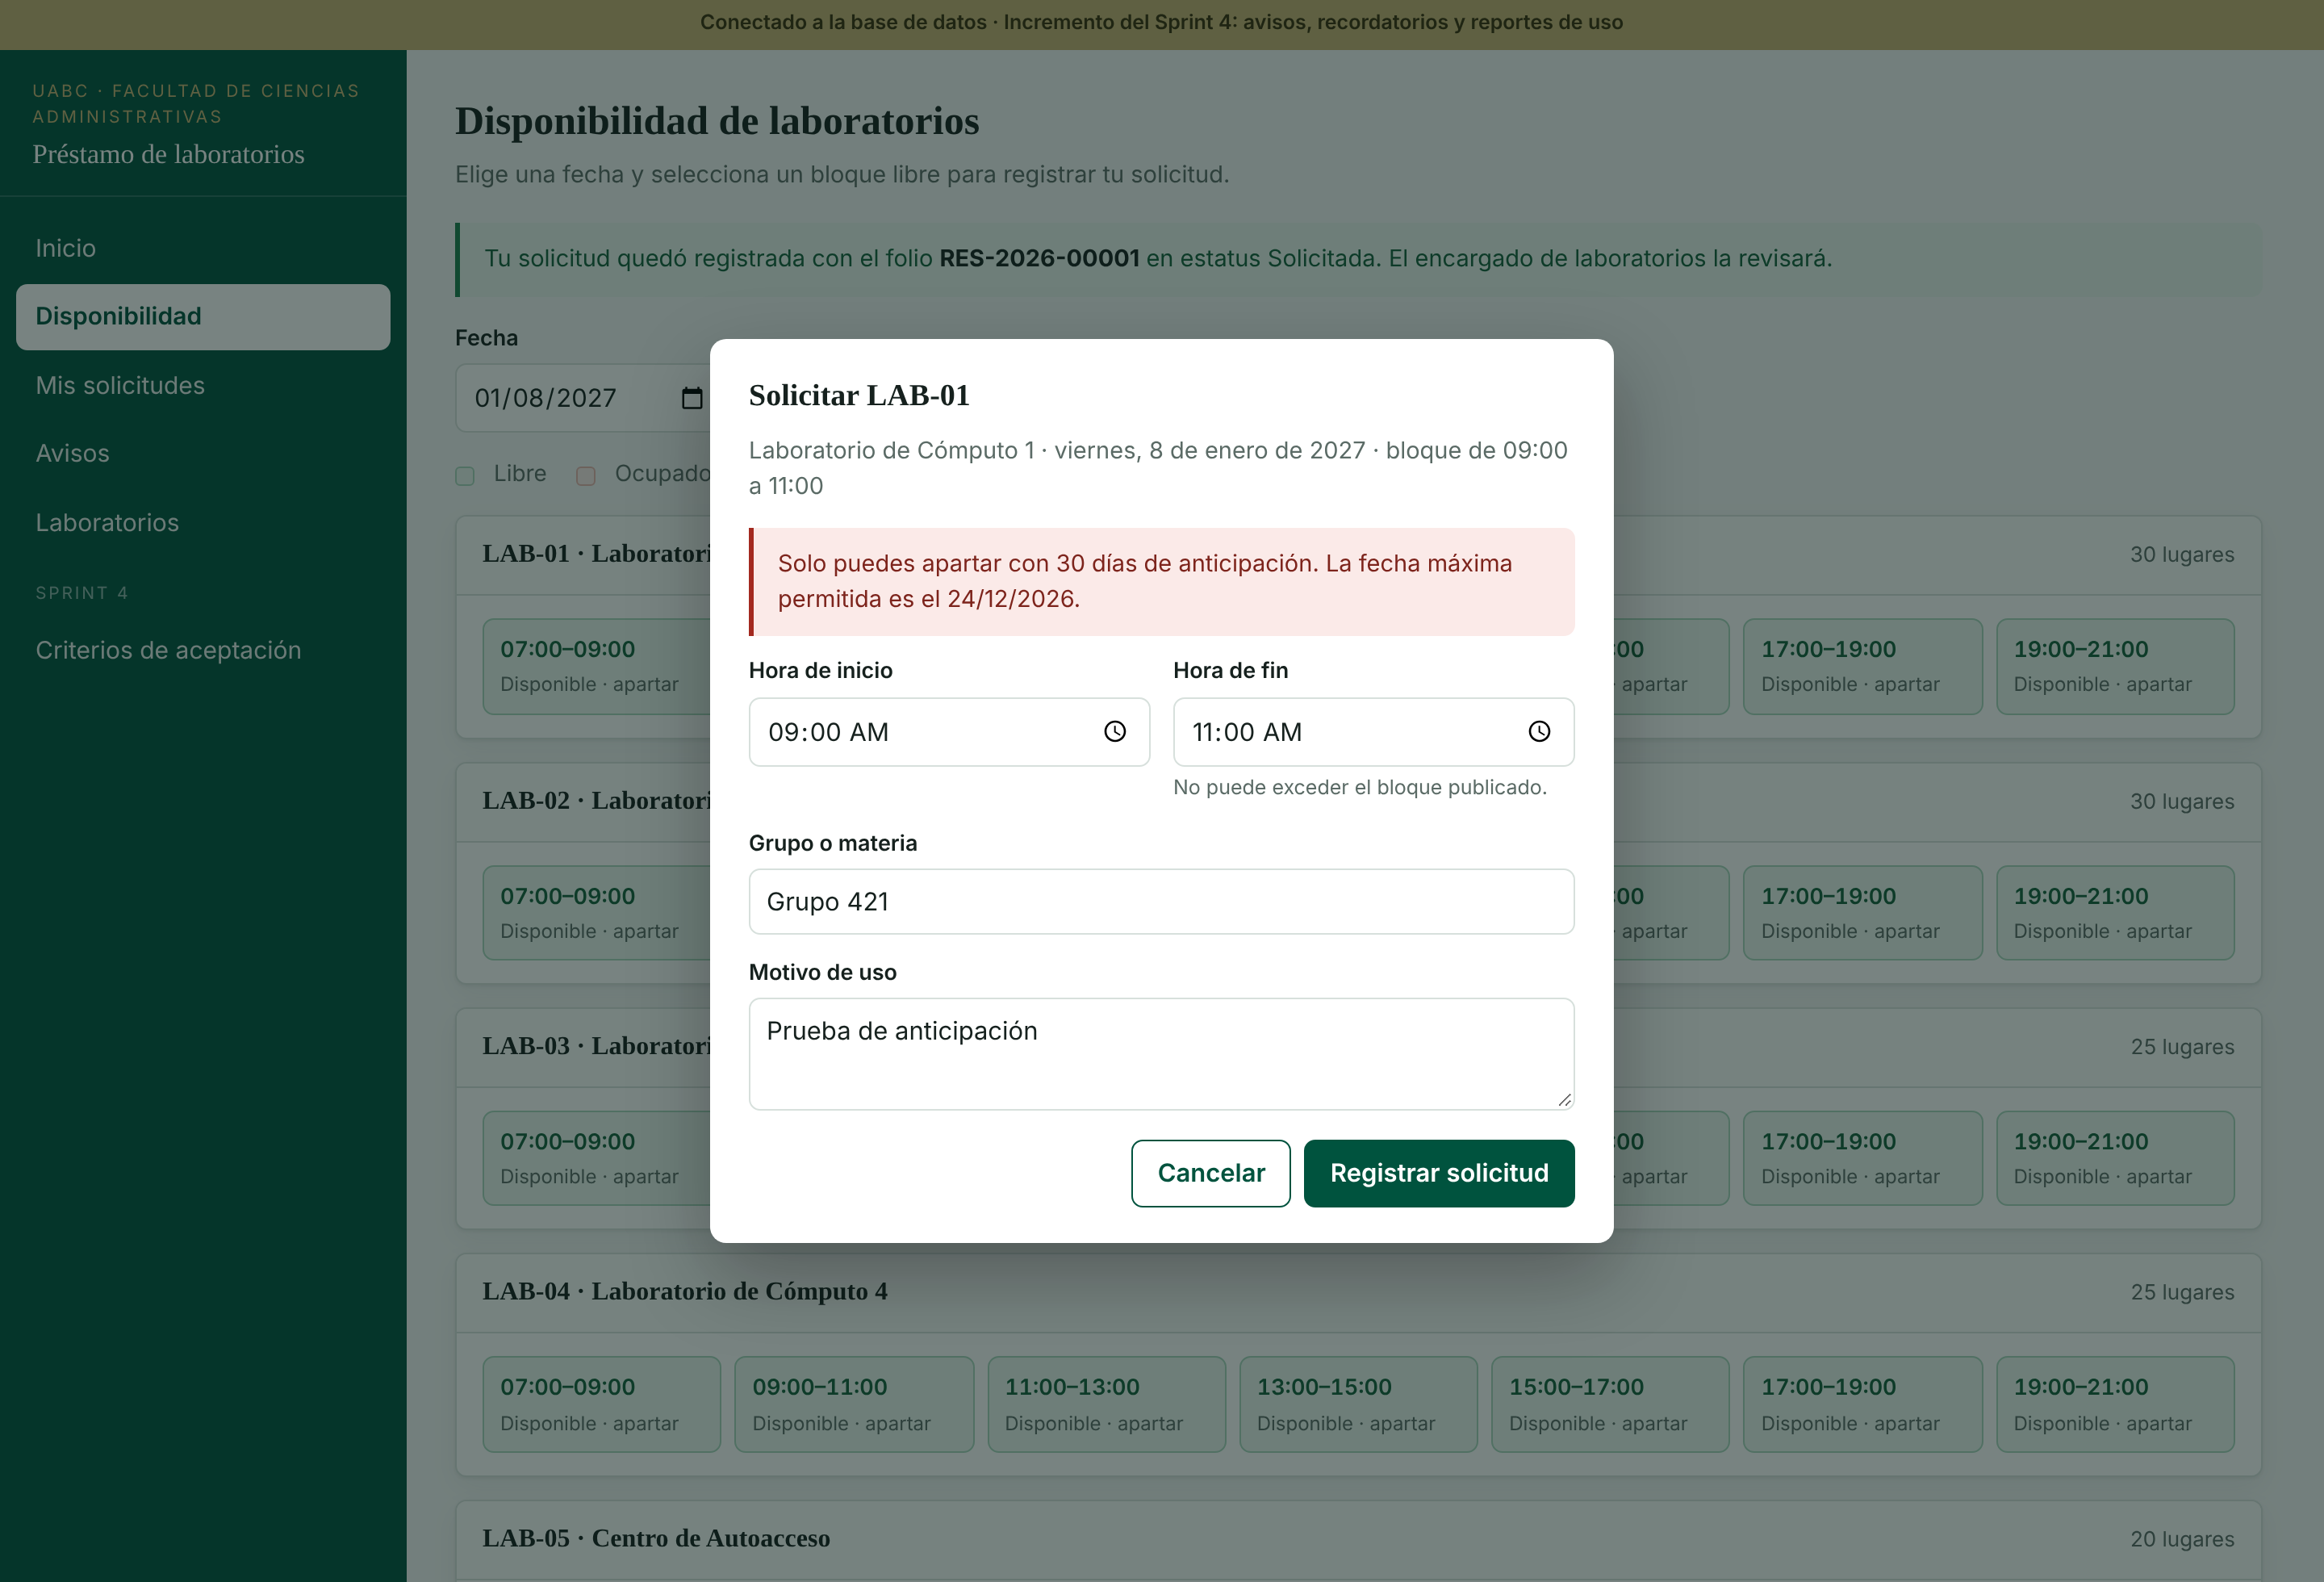 Conectado a la base de datos · Incremento del Sprint 4: avisos, recordatorios y reportes de uso
UABC · FACULTAD DE CIENCIAS
ADMINISTRATIVAS
Préstamo de laboratorios
Inicio
Disponibilidad
Mis solicitudes
Avisos
Laboratorios
SPRINT 4
Criterios de aceptación
Disponibilidad de laboratorios
Elige una fecha y selecciona un bloque libre para registrar tu solicitud.
Tu solicitud quedó registrada con el folio RES-2026-00001 en estatus Solicitada. El encargado de laboratorios la revisará.
Fecha
01/08/2027
Libre Ocupado
Solicitar LAB-01
Laboratorio de Cómputo 1 · viernes, 8 de enero de 2027 · bloque de 09:00
a 11:00
Solo puedes apartar con 30 días de anticipación. La fecha máxima
permitida es el 24/12/2026.
Hora de inicio Hora de fin
09:00 AM 11:00 AM
No puede exceder el bloque publicado.
Grupo o materia
Grupo 421
Motivo de uso
Prueba de anticipación
Cancelar Registrar solicitud
LAB-01 · Laboratori 30 lugares
07:00–09:00 :00 17:00–19:00 19:00–21:00
Disponible · apartar · apartar Disponible · apartar Disponible · apartar
LAB-02 · Laboratori 30 lugares
07:00–09:00 :00 17:00–19:00 19:00–21:00
Disponible · apartar · apartar Disponible · apartar Disponible · apartar
LAB-03 · Laboratori 25 lugares
07:00–09:00 :00 17:00–19:00 19:00–21:00
Disponible · apartar · apartar Disponible · apartar Disponible · apartar
LAB-04 · Laboratorio de Cómputo 4 25 lugares
07:00–09:00 09:00–11:00 11:00–13:00 13:00–15:00 15:00–17:00 17:00–19:00 19:00–21:00
Disponible · apartar Disponible · apartar Disponible · apartar Disponible · apartar Disponible · apartar Disponible · apartar Disponible · apartar
LAB-05 · Centro de Autoacceso 20 lugares